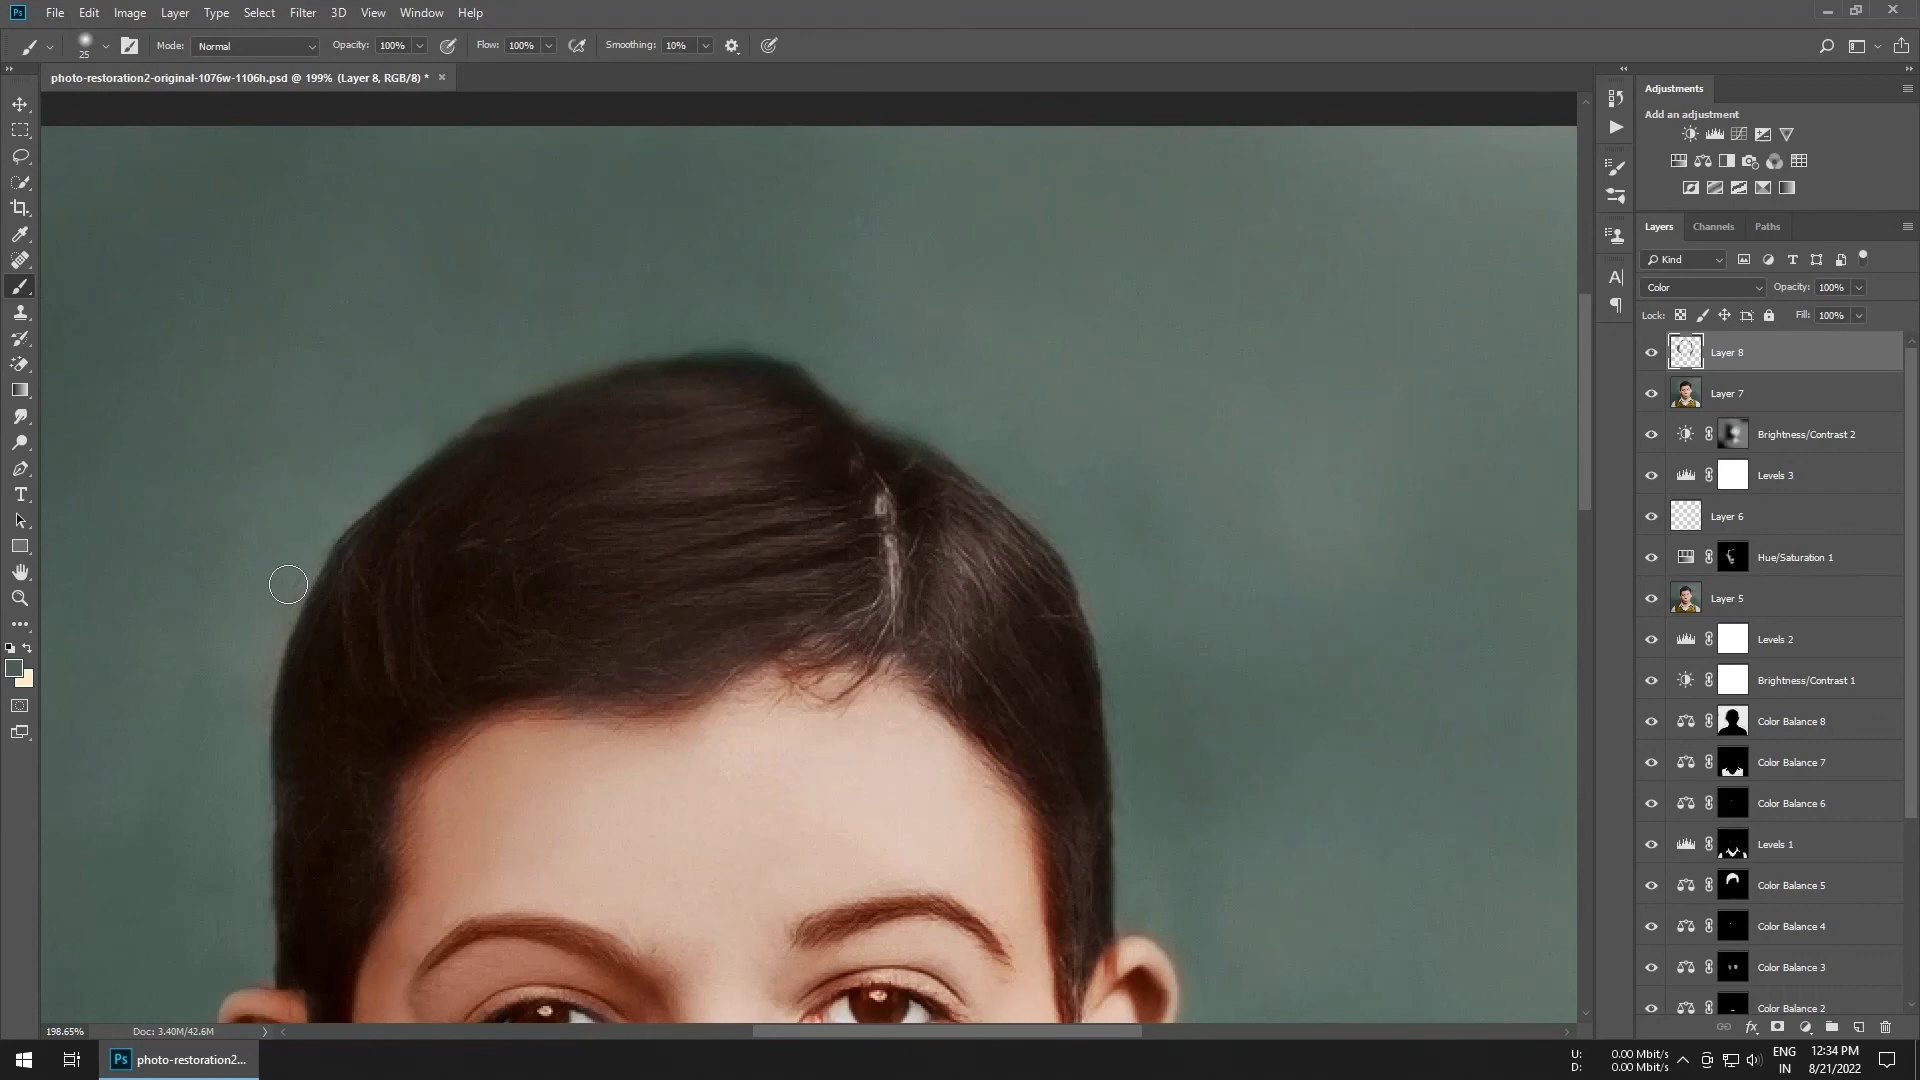 Ps File Edit Image Layer Type Select Filter 3D View Window Help
25 Mode: Normal Opacity: 100% Flow: 100% Smoothing: 10%
photo-restoration2-original-1076w-1106h.psd @ 199% (Layer 8, RGB/8) * ×
Adjustments
Add an adjustment
Layers Channels Paths
Kind
Color Opacity: 100%
Lock: Fill: 100%
Layer 8
Layer 7
Brightness/Contrast 2
Levels 3
Layer 6
Hue/Saturation 1
Layer 5
Levels 2
Brightness/Contrast 1
Color Balance 8
Color Balance 7
Color Balance 6
Levels 1
Color Balance 5
Color Balance 4
Color Balance 3
Color Balance 2
198.65% Doc: 3.40M/42.6M
Ps photo-restoration2...
U: 0.00 Mbit/s
D: 0.00 Mbit/s
ENG
IN
12:34 PM
8/21/2022